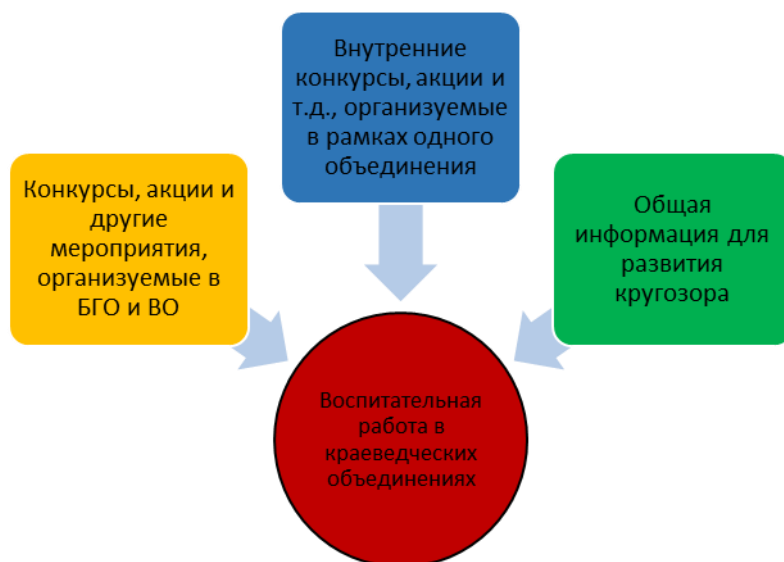 Внутренние
конкурсы, акции и
т.д., организуемые
в рамках одного
объединения
Конкурсы, акции и
другие
мероприятия,
организуемые в
БГО и ВО
Общая
информация для
развития
кругозора
Воспитательная
работа в
краеведческих
объединениях